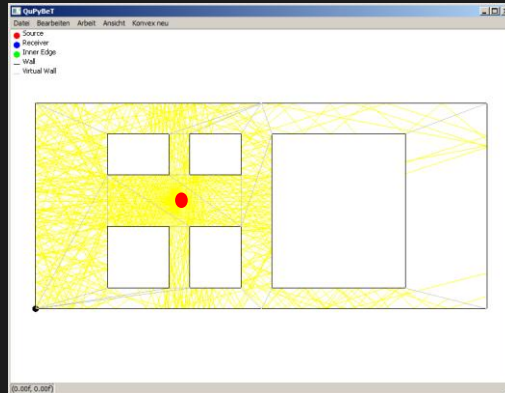 QuPyBeT
Datei Bearbeiten Arbeit Ansicht Konvex neu
Source
Receiver
Inner Edge
Wall
Virtual Wall
(0.00f, 0.00f)